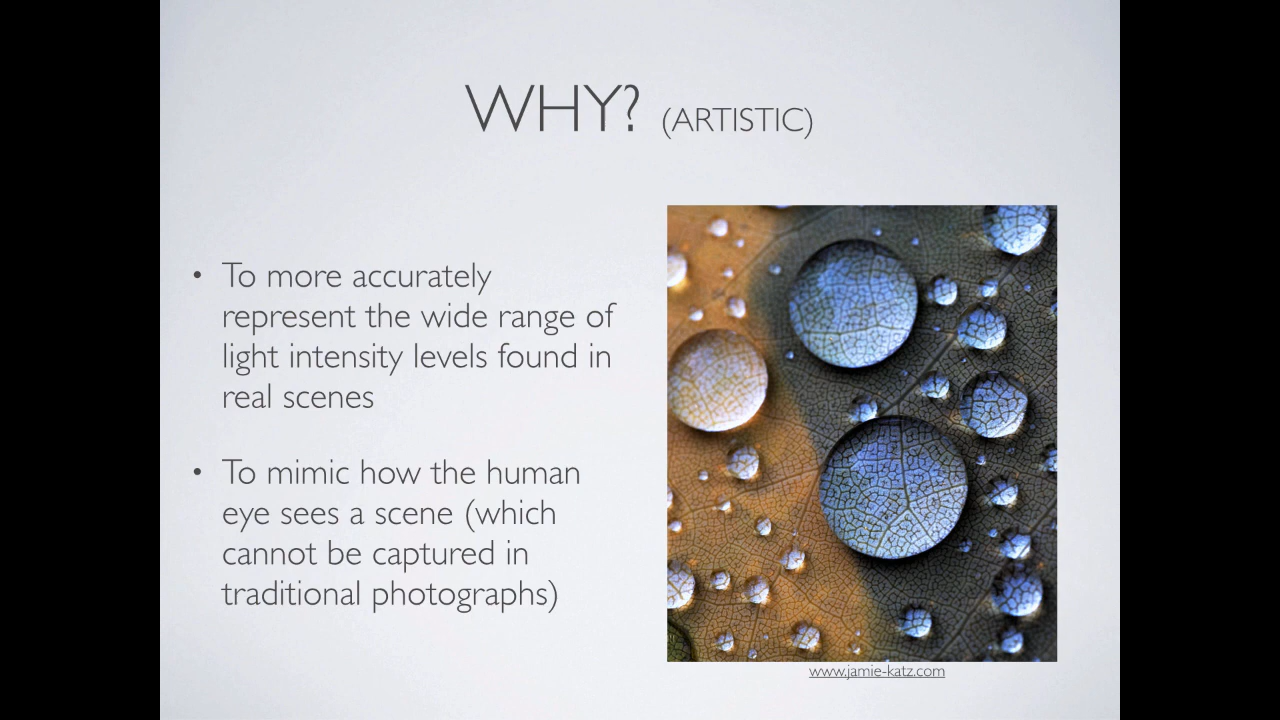 WHY? (ARTISTIC)
• To more accurately
represent the wide range of
light intensity levels found in
real scenes
• To mimic how the human
eye sees a scene (which
cannot be captured in
traditional photographs)
www.jamie-katz.com